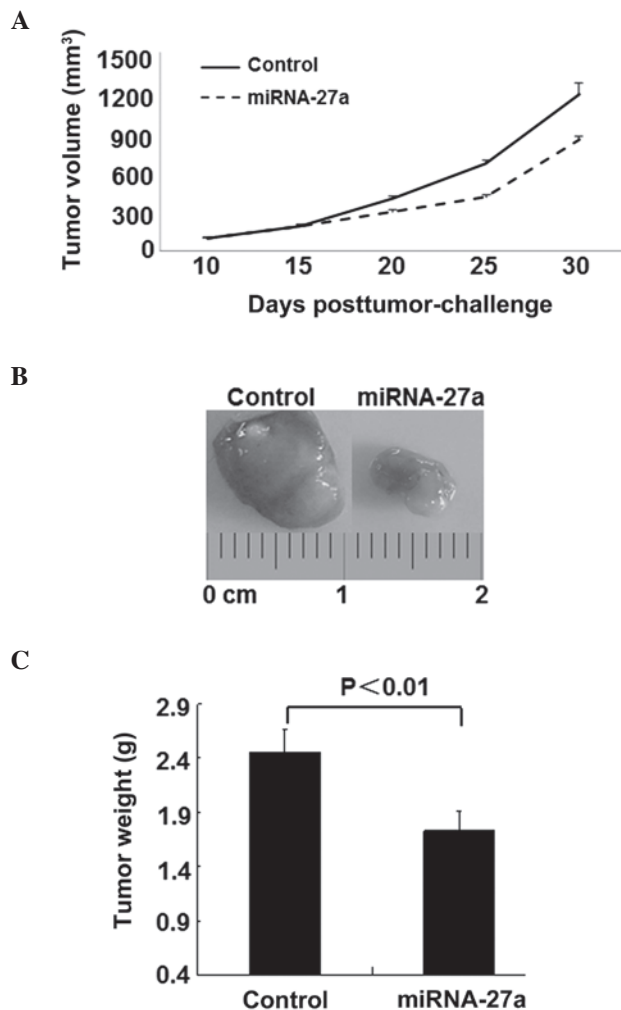 A
Tumor volume (mm³)
1500
1200
900
600
300
0
Control
miRNA-27a
10 15 20 25 30
Days posttumor-challenge
B
Control miRNA-27a
0 cm 1 2
C
P<0.01
Tumor weight (g)
2.9
2.4
1.9
1.4
0.9
0.4
Control miRNA-27a